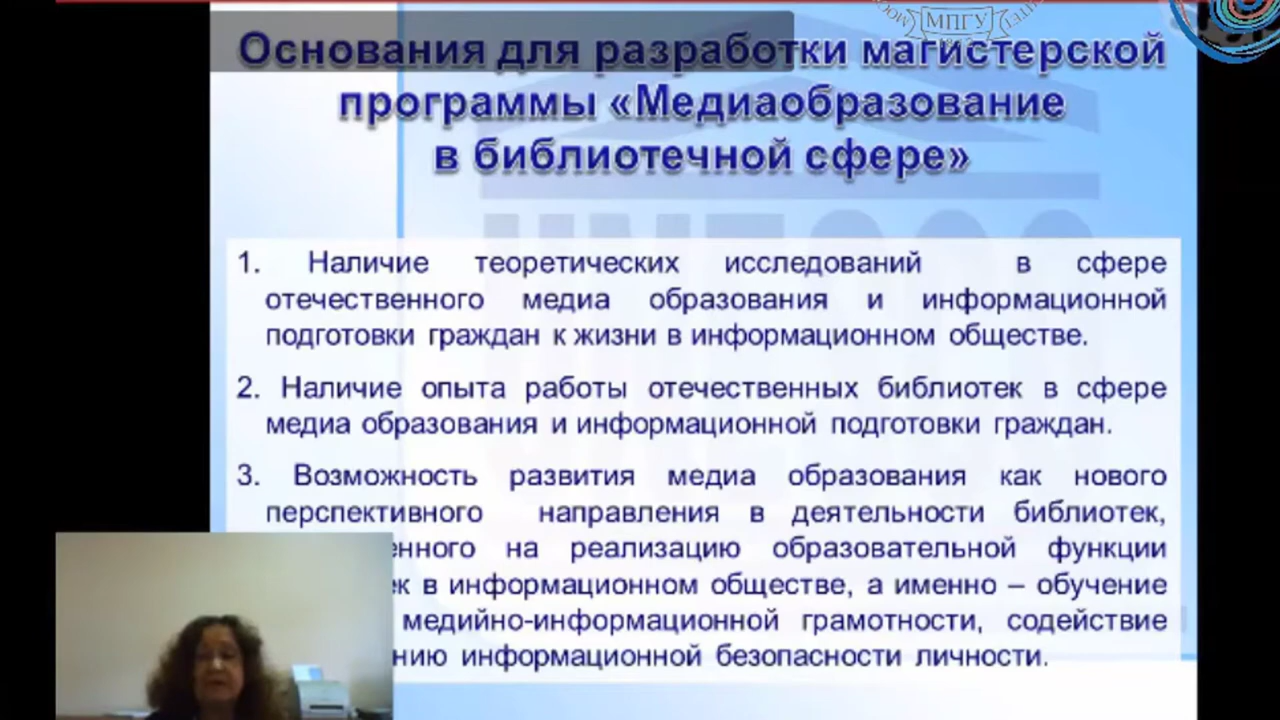 МПГУ
Основания для разработки магистерской
программы «Медиаобразование
в библиотечной сфере»
1. Наличие теоретических исследований в сфере
отечественного медиа образования и информационной
подготовки граждан к жизни в информационном обществе.
2. Наличие опыта работы отечественных библиотек в сфере
медиа образования и информационной подготовки граждан.
3. Возможность развития медиа образования как нового
перспективного направления в деятельности библиотек,
на реализацию образовательной функции
в информационном обществе, а именно – обучение
медийно-информационной грамотности, содействие
информационной безопасности личности.